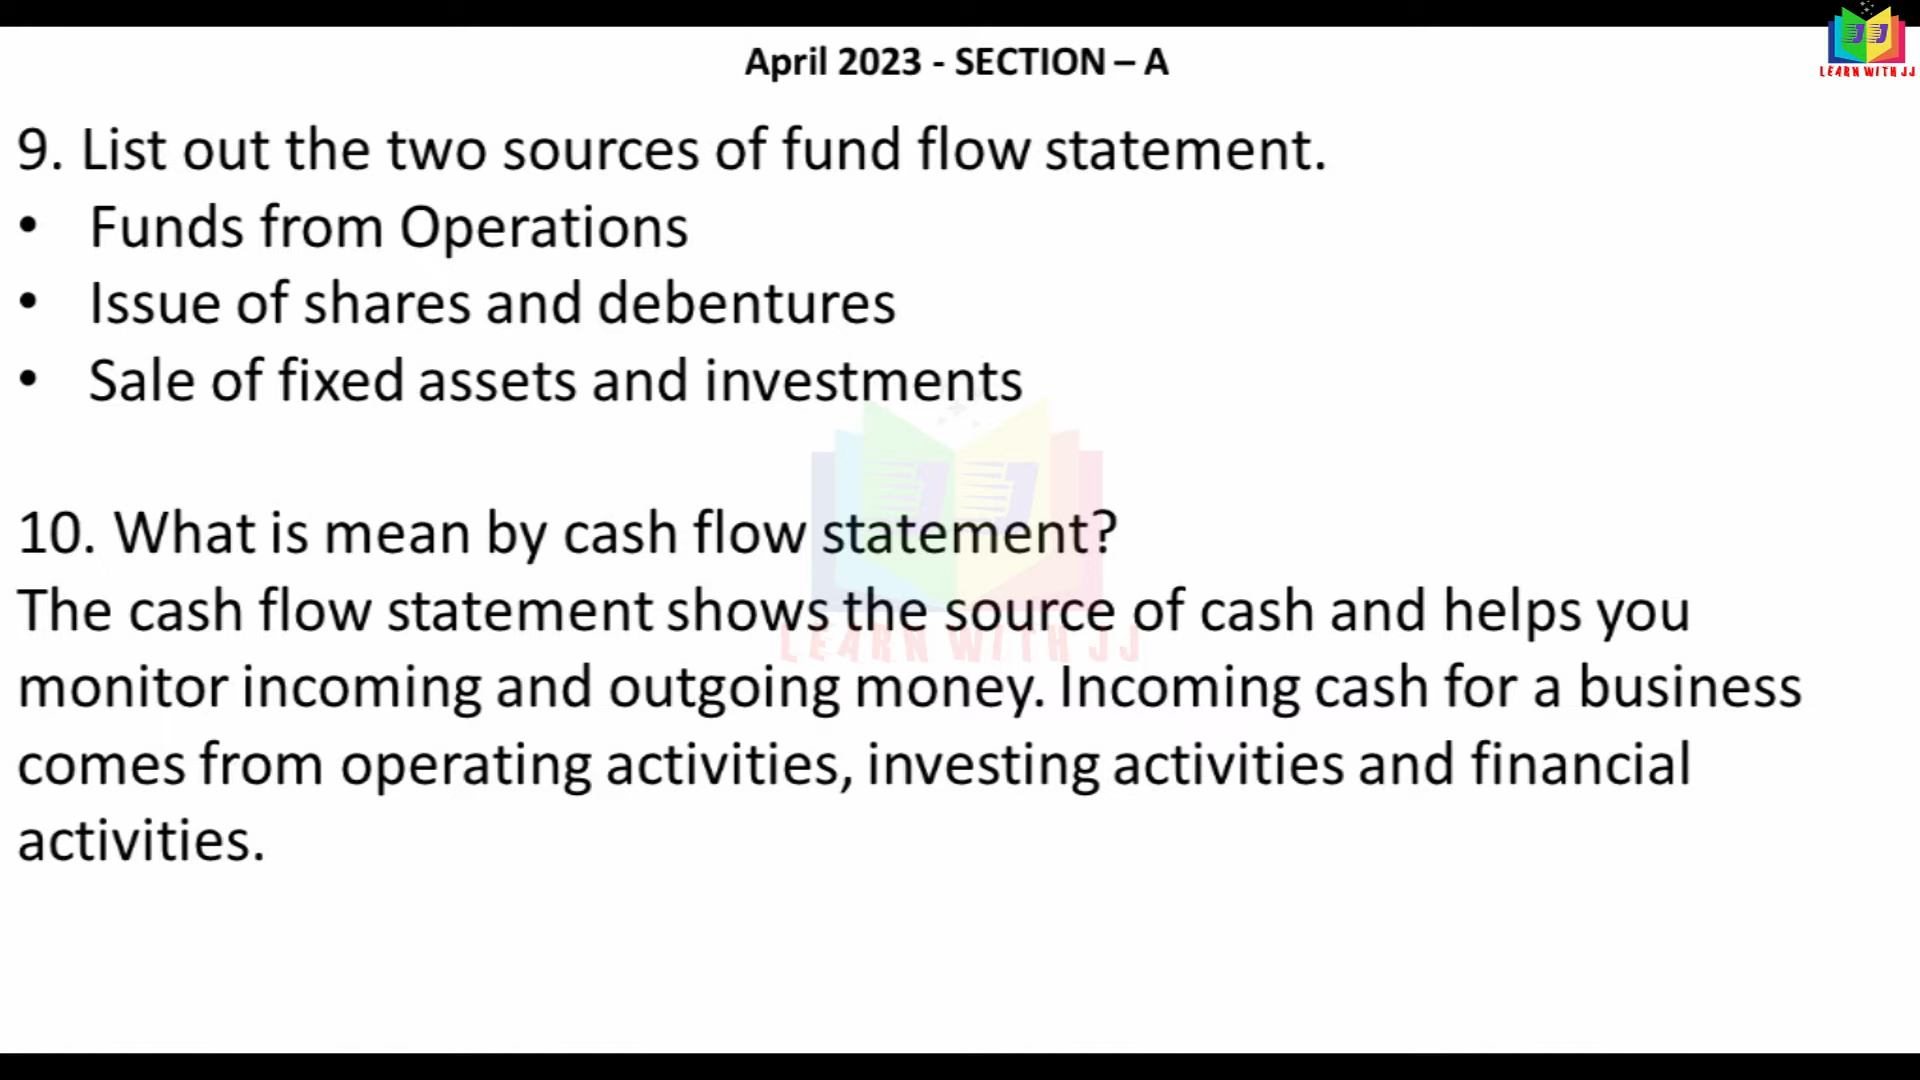 April 2023 - SECTION – A
LEARN WITH JJ
9. List out the two sources of fund flow statement.
• Funds from Operations
• Issue of shares and debentures
• Sale of fixed assets and investments
10. What is mean by cash flow statement?
The cash flow statement shows the source of cash and helps you
LEARN WITH JJ
monitor incoming and outgoing money. Incoming cash for a business
comes from operating activities, investing activities and financial
activities.